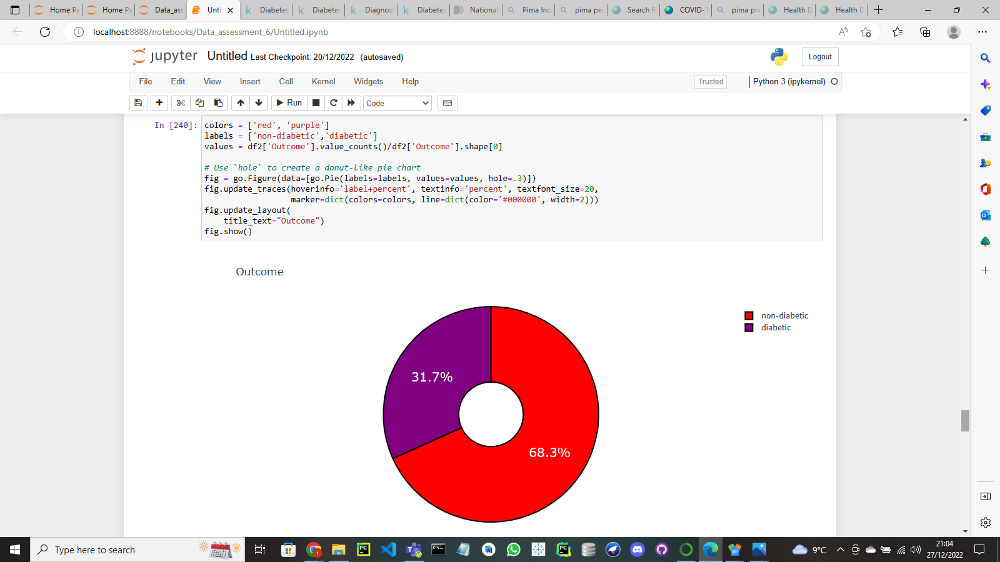 Home Pa
Home Pa
Data_ass
Unti
Diabetes
Diabetes
Diagnos
Diabetes
National
Pima Ind
pima pe
Search R
COVID-1
pima pre
Health D
Health D
localhost:8888/notebooks/Data_assessment_6/Untitled.ipynb
jupyter Untitled Last Checkpoint: 20/12/2022 (autosaved)
Logout
File Edit View Insert Cell Kernel Widgets Help
Trusted
Python 3 (ipykernel)
Run
Code
In [240]:
colors = ['red', 'purple']
labels = ['non-diabetic','diabetic']
values = df2['Outcome'].value_counts()/df2['Outcome'].shape[0]
# Use `hole` to create a donut-like pie chart
fig = go.Figure(data=[go.Pie(labels=labels, values=values, hole=.3)])
fig.update_traces(hoverinfo='label+percent', textinfo='percent', textfont_size=20,
marker=dict(colors=colors, line=dict(color='#000000', width=2)))
fig.update_layout(
title_text="Outcome")
fig.show()
Outcome
non-diabetic
diabetic
31.7%
68.3%
Type here to search
9°C
21:04
27/12/2022